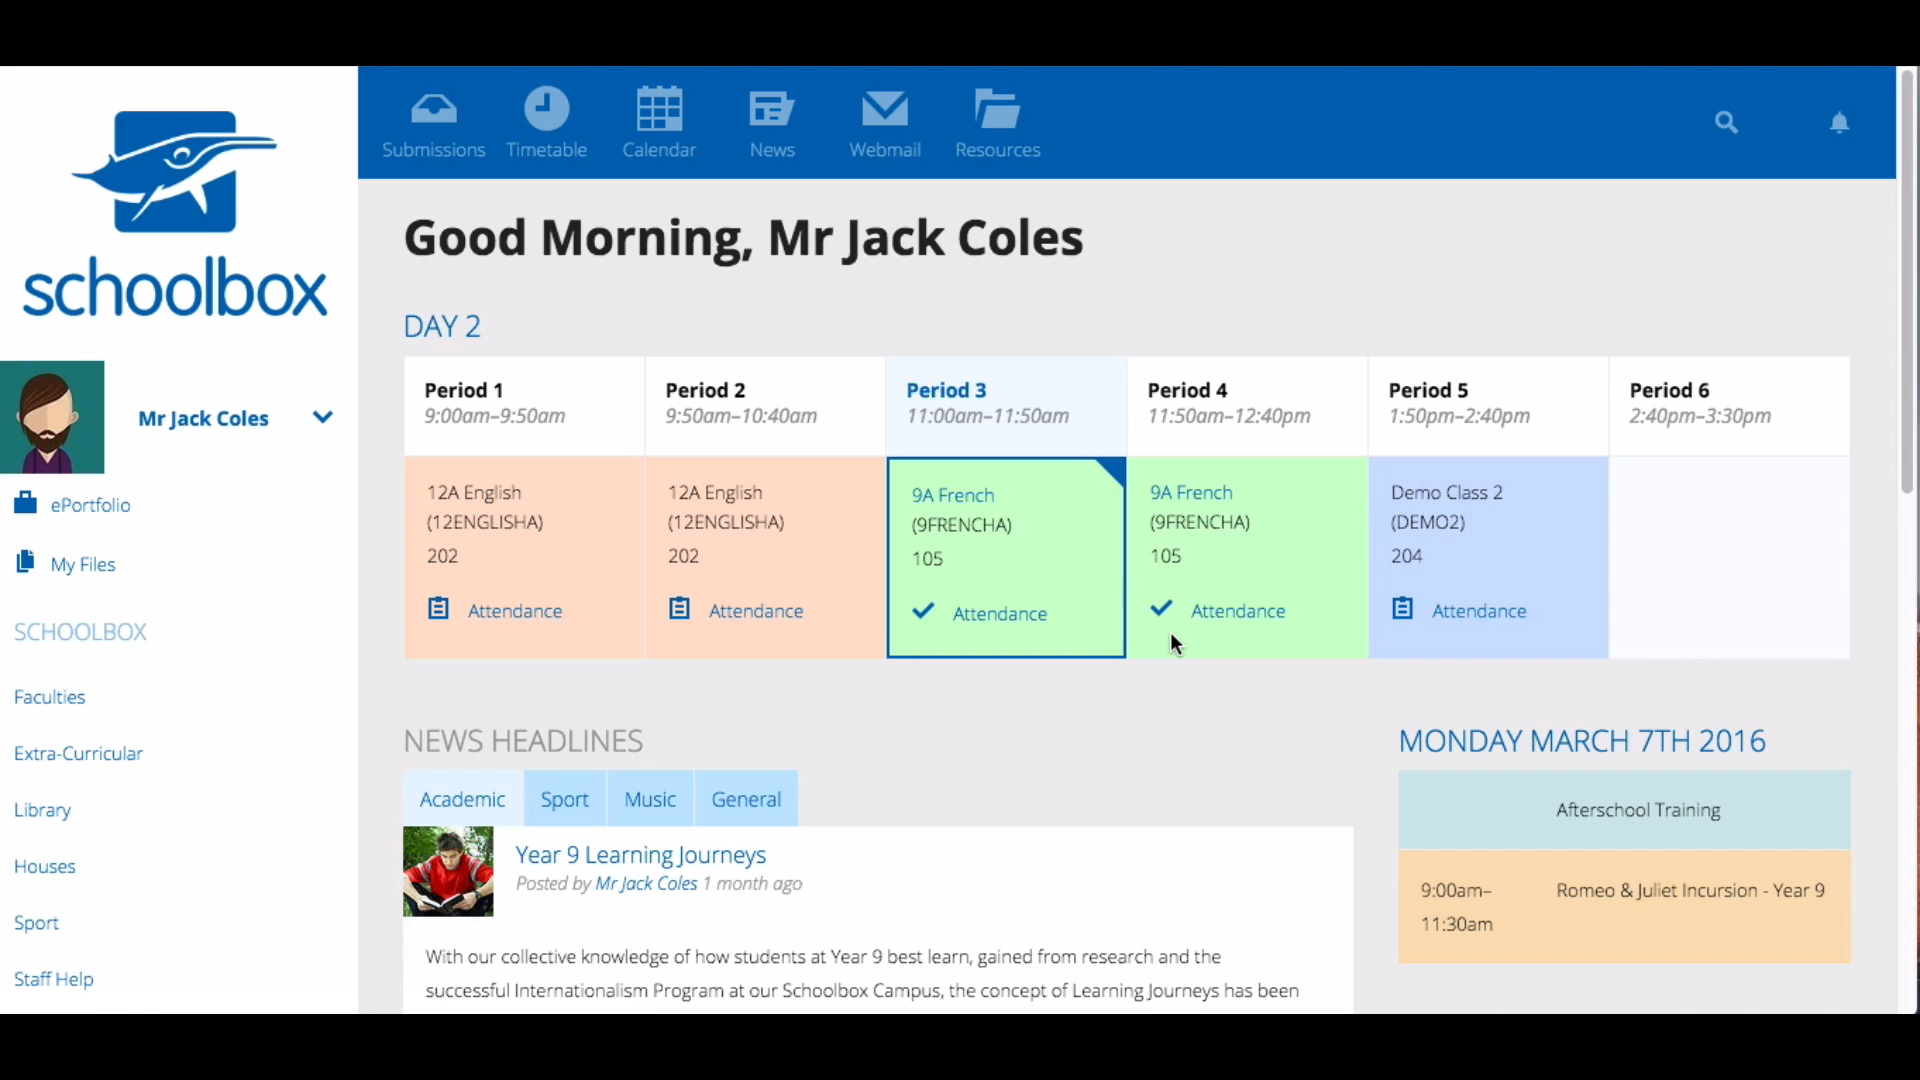 schoolbox
Submissions
Timetable
Calendar
News
Webmail
Resources
Good Morning, Mr Jack Coles
DAY 2
Period 1
9:00am–9:50am
Period 2
9:50am–10:40am
Period 3
11:00am–11:50am
Period 4
11:50am–12:40pm
Period 5
1:50pm–2:40pm
Period 6
2:40pm–3:30pm
12A English
(12ENGLISHA)
202
Attendance
12A English
(12ENGLISHA)
202
Attendance
9A French
(9FRENCHA)
105
Attendance
9A French
(9FRENCHA)
105
Attendance
Demo Class 2
(DEMO2)
204
Attendance
Mr Jack Coles
ePortfolio
My Files
SCHOOLBOX
Faculties
Extra-Curricular
Library
Houses
Sport
Staff Help
NEWS HEADLINES
Academic
Sport
Music
General
Year 9 Learning Journeys
Posted by Mr Jack Coles 1 month ago
With our collective knowledge of how students at Year 9 best learn, gained from research and the
successful Internationalism Program at our Schoolbox Campus, the concept of Learning Journeys has been
MONDAY MARCH 7TH 2016
Afterschool Training
9:00am–
11:30am
Romeo & Juliet Incursion - Year 9